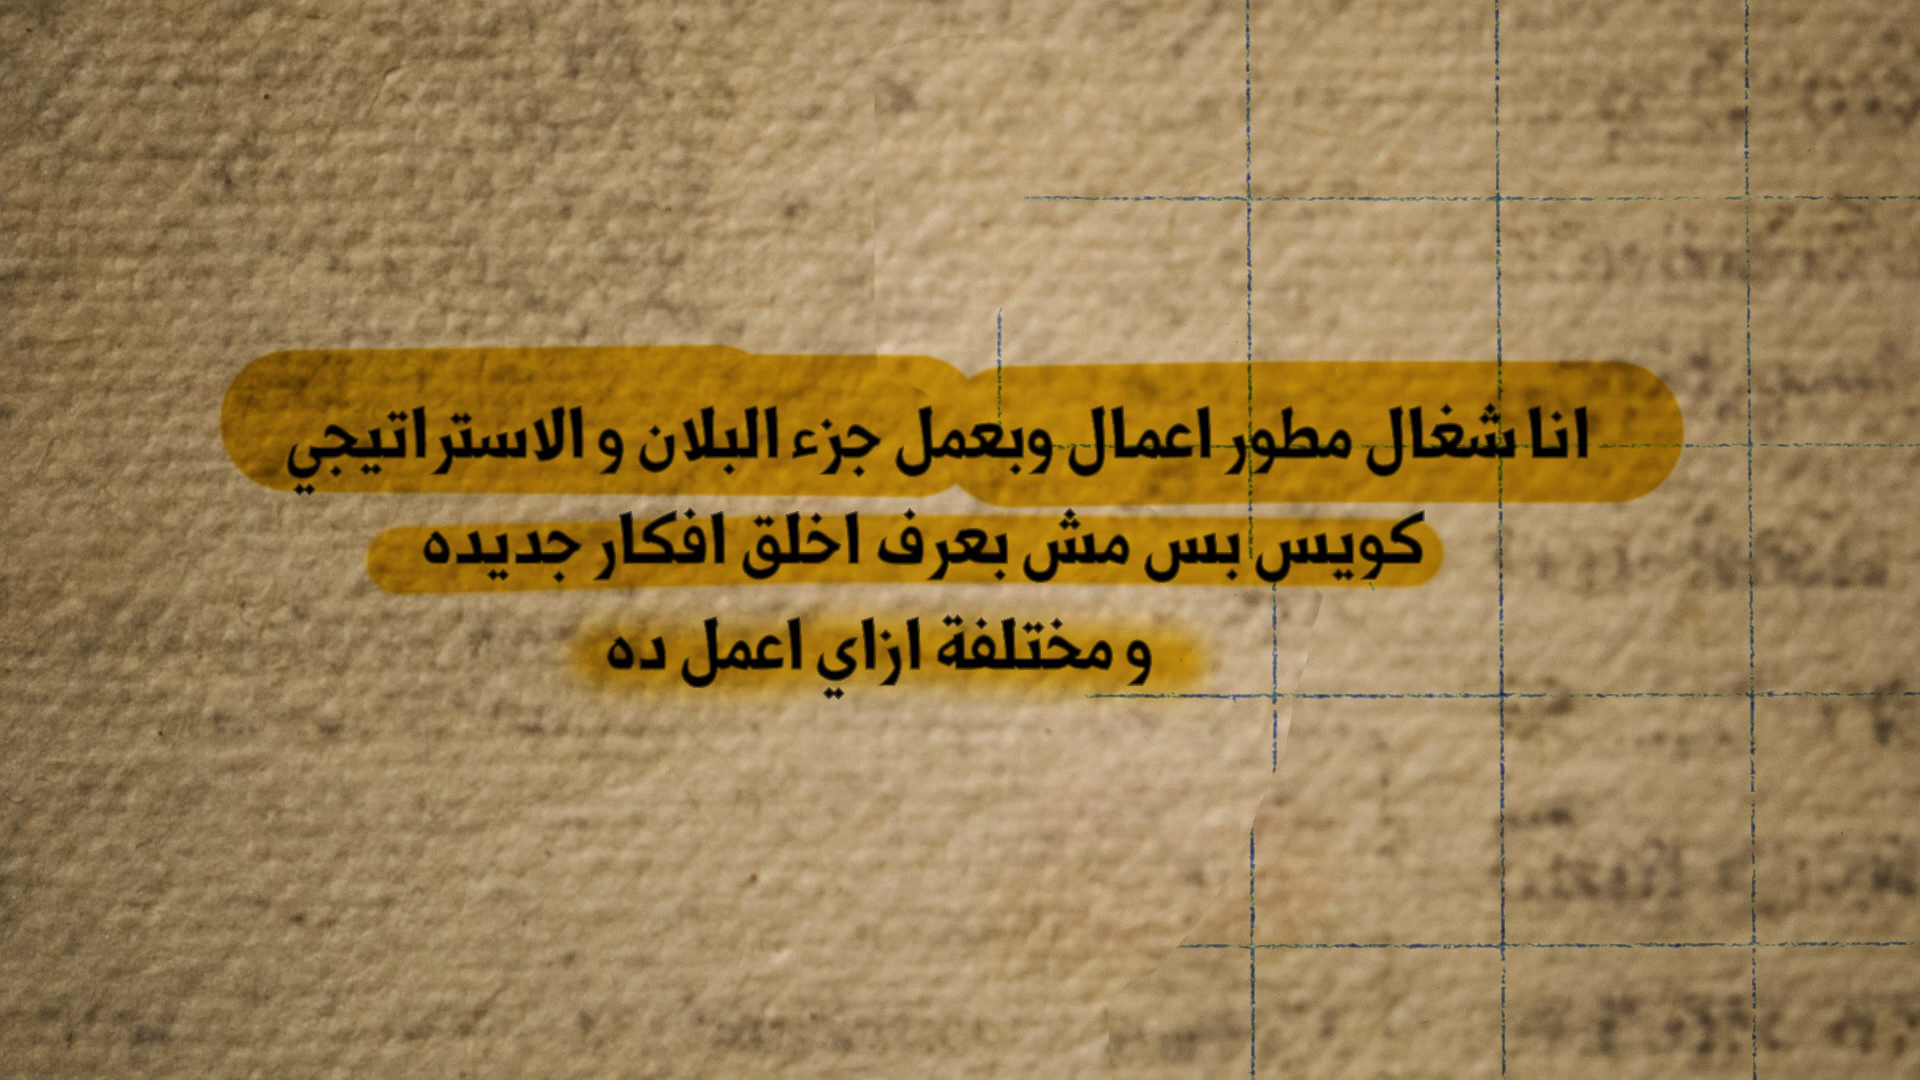 انا شغال مطور اعمال وبعمل جزء البلان و الاستراتيجي
كويس بس مش بعرف اخلق افكار جديده
و مختلفة ازاي اعمل ده